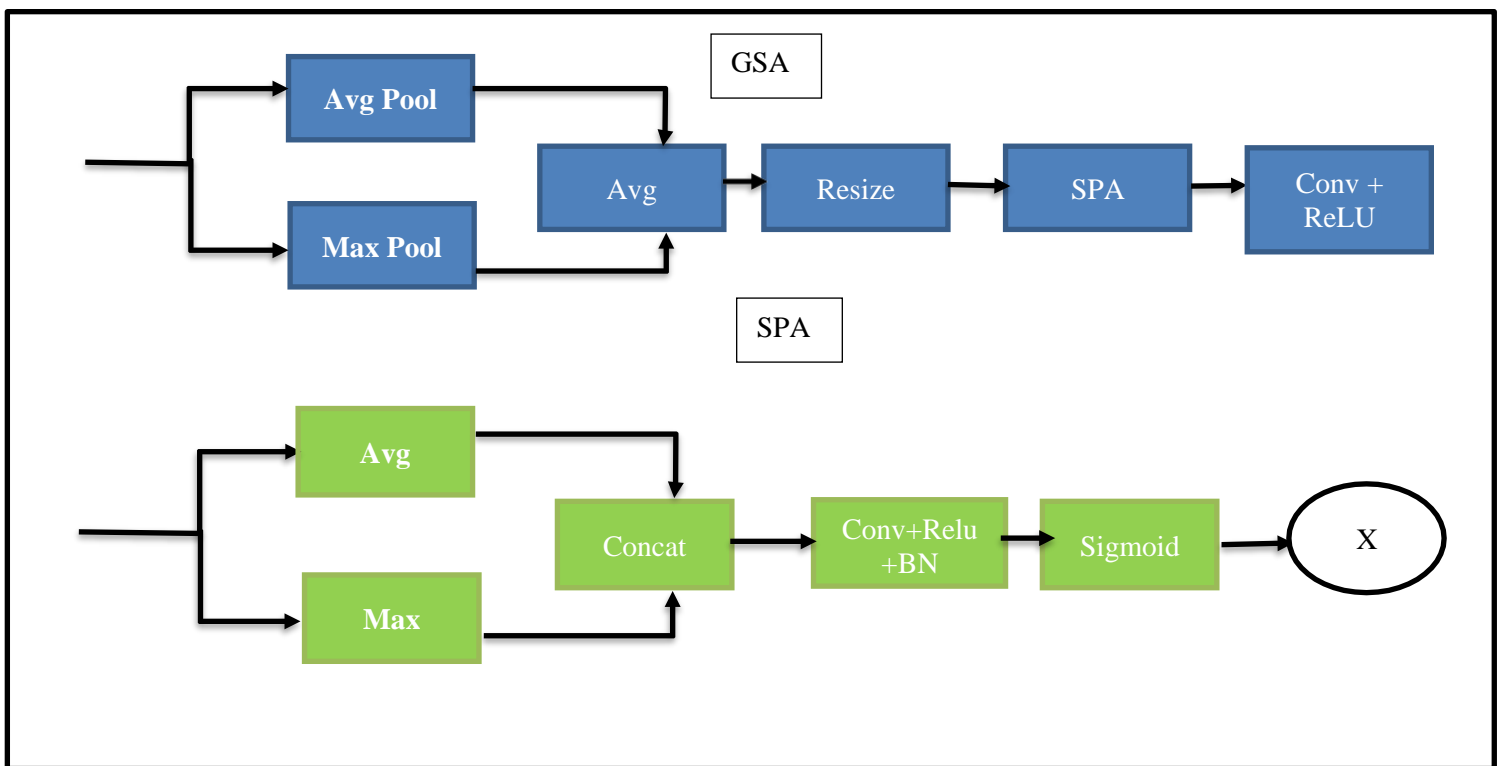 GSA
Avg Pool
Max Pool
Avg
Resize
SPA
Conv +
ReLU
SPA
Avg
Max
Concat
Conv+Relu
+BN
Sigmoid
X